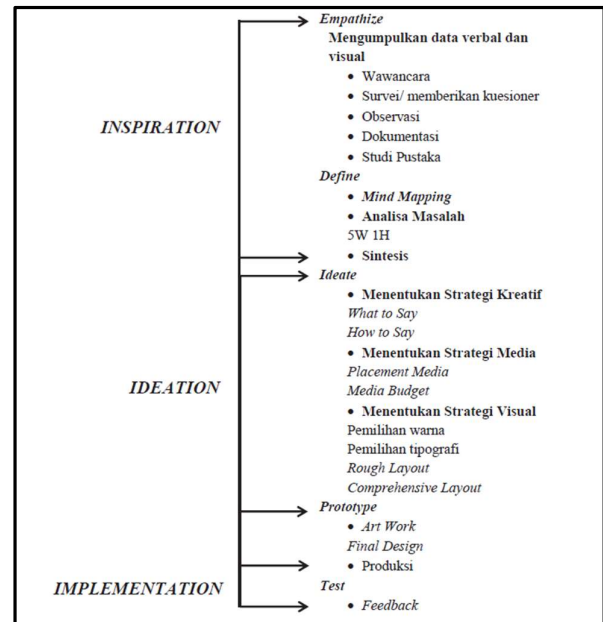 Empathize
Mengumpulkan data verbal dan
visual
• Wawancara
• Survei/ memberikan kuesioner
INSPIRATION
• Observasi
• Dokumentasi
• Studi Pustaka
Define
• Mind Mapping
• Analisa Masalah
5W 1H
• Sintesis
Ideate
• Menentukan Strategi Kreatif
What to Say
How to Say
• Menentukan Strategi Media
Placement Media
IDEATION
Media Budget
• Menentukan Strategi Visual
Pemilihan warna
Pemilihan tipografi
Rough Layout
Comprehensive Layout
Prototype
• Art Work
Final Design
• Produksi
IMPLEMENTATION
Test
• Feedback